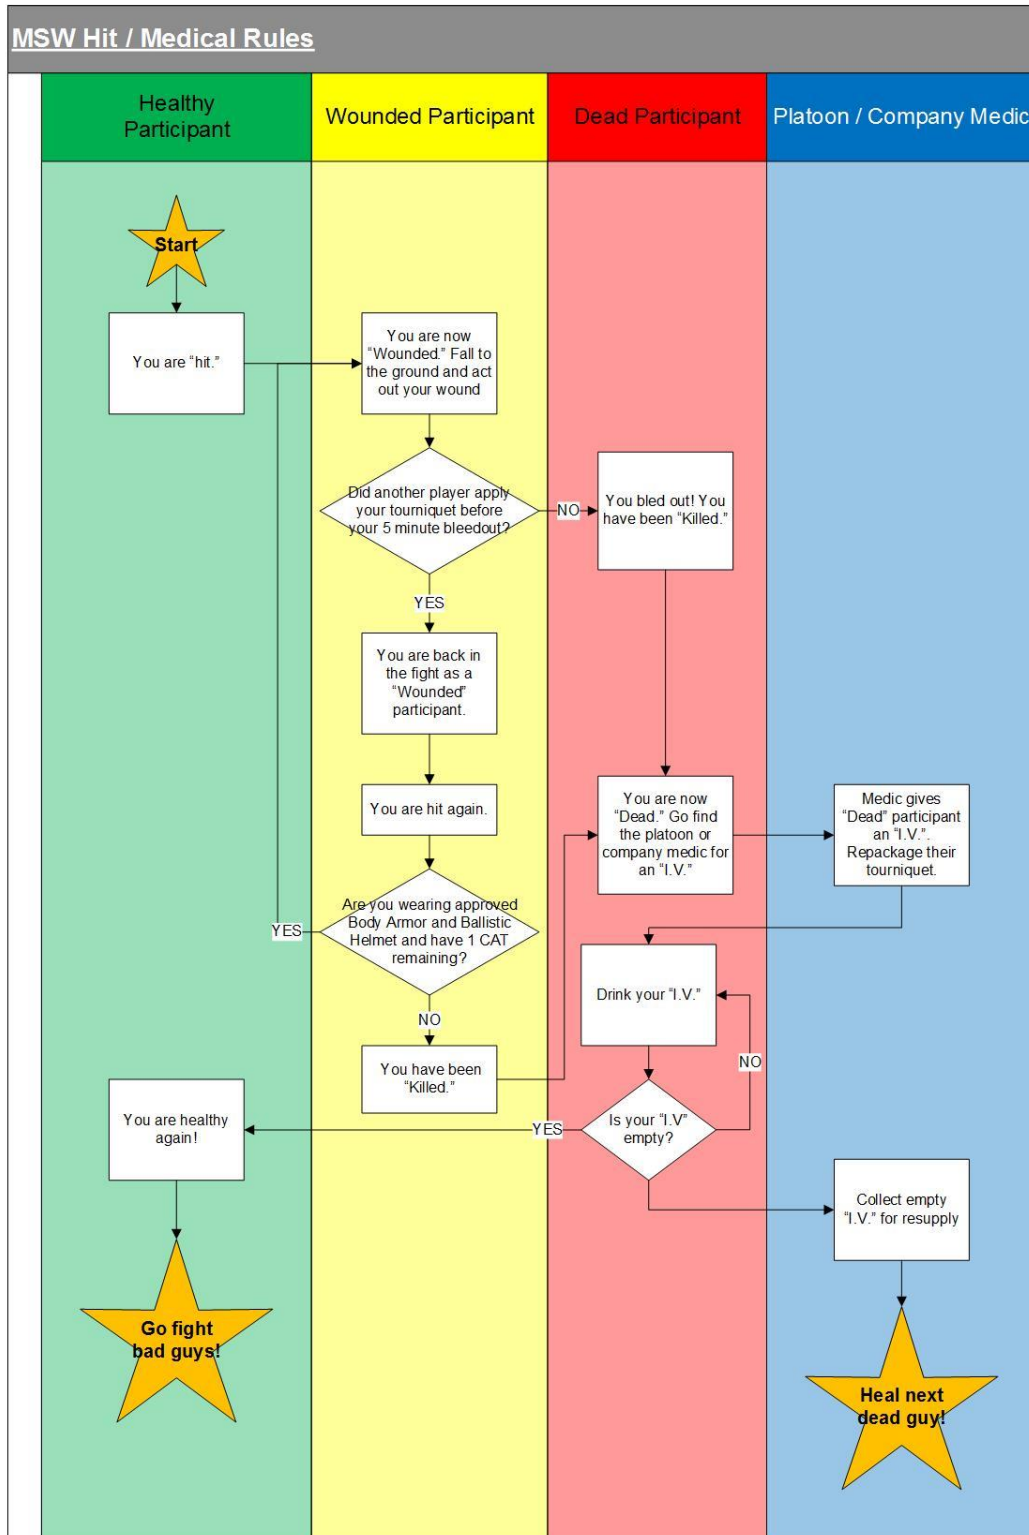 MSW Hit / Medical Rules
Healthy
Participant
Wounded Participant
Dead Participant
Platoon / Company Medic
Start
You are “hit.”
You are now
“Wounded.” Fall to
the ground and act
out your wound
Did another player apply
your tourniquet before
your 5 minute bleedout?
NO
You bled out! You
have been “Killed.”
YES
You are back in
the fight as a
“Wounded”
participant.
You are hit again.
You are now
“Dead.” Go find
the platoon or
company medic for
an “I.V.”
Medic gives
“Dead” participant
an “I.V.”.
Repackage their
tourniquet.
Are you wearing approved
Body Armor and Ballistic
Helmet and have 1 CAT
remaining?
YES
NO
You have been
“Killed.”
Drink your “I.V.”
NO
Is your “I.V”
empty?
YES
You are healthy
again!
Collect empty
“I.V.” for resupply
Go fight
bad guys!
Heal next
dead guy!